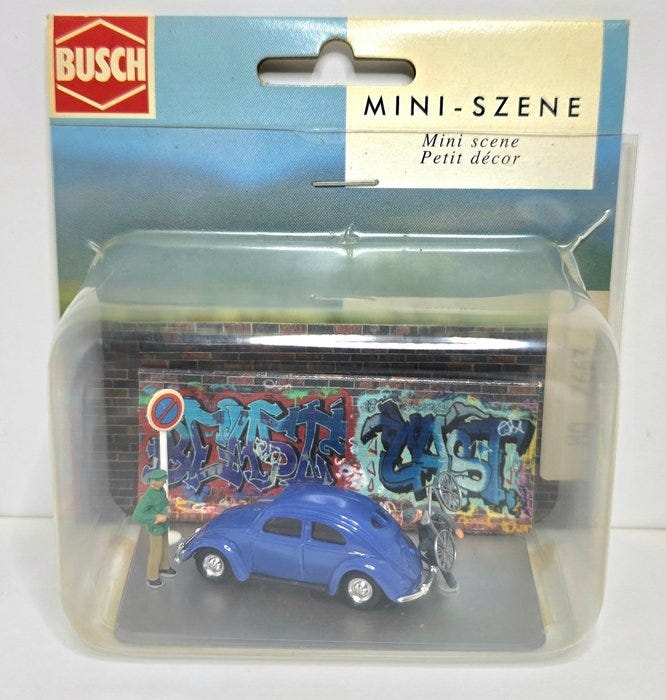 BUSCH
MINI-SZENE
Mini scene
Petit décor